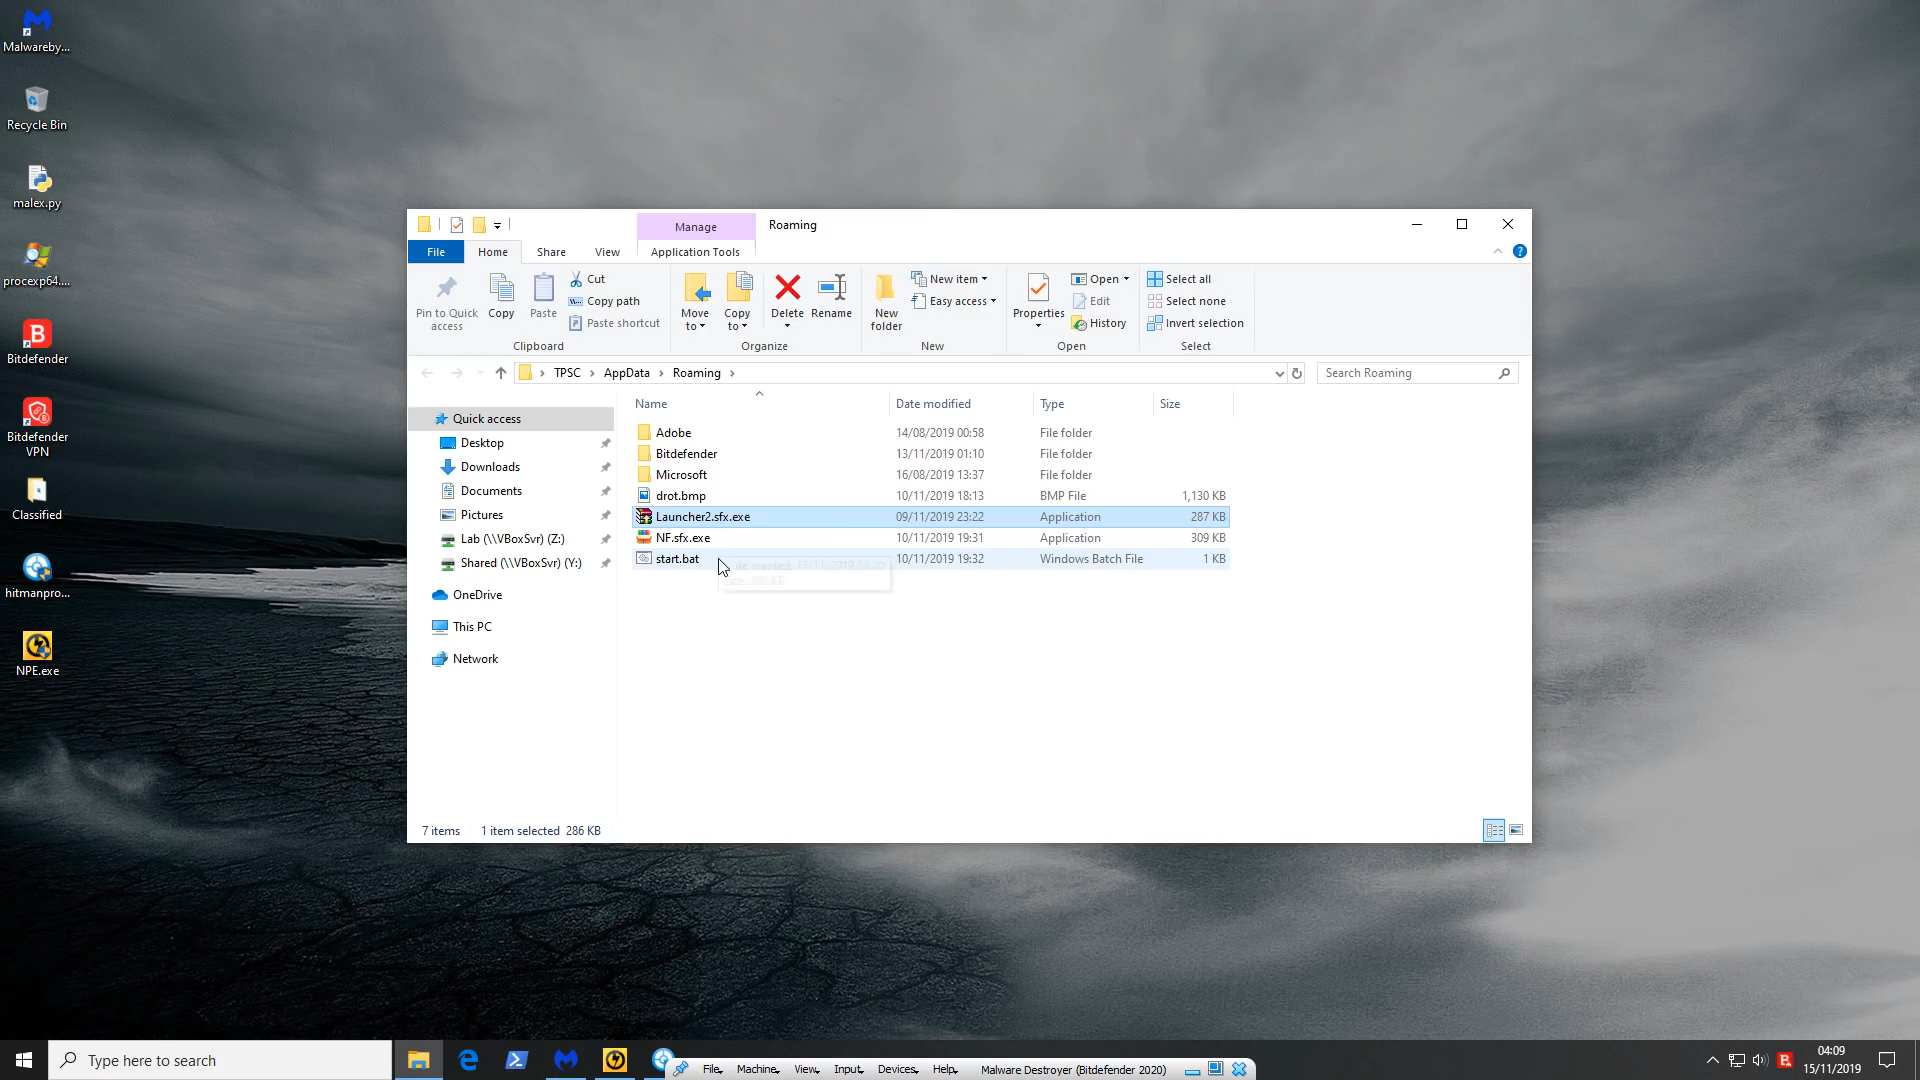 Malwareby...
Recycle Bin
malex.py
procexp64....
Bitdefender
Bitdefender
VPN
Classified
hitmanpro...
NPE.exe
Manage
Roaming
File
Home
Share
View
Application Tools
Pin to Quick
access
Copy
Paste
Cut
Copy path
Paste shortcut
Clipboard
Move
to
Copy
to
Delete
Rename
Organize
New
folder
New item
Easy access
New
Properties
Open
Edit
History
Open
Select all
Select none
Invert selection
Select
TPSC > AppData > Roaming >
Search Roaming
Name Date modified Type Size
Quick access
Desktop
Downloads
Documents
Pictures
Lab (\\VBoxSvr) (Z:)
Shared (\\VBoxSvr) (Y:)
OneDrive
This PC
Network
Adobe 14/08/2019 00:58 File folder
Bitdefender 13/11/2019 01:10 File folder
Microsoft 16/08/2019 13:37 File folder
drot.bmp 10/11/2019 18:13 BMP File 1,130 KB
Launcher2.sfx.exe 09/11/2019 23:22 Application 287 KB
NF.sfx.exe 10/11/2019 19:31 Application 309 KB
start.bat 10/11/2019 19:32 Windows Batch File 1 KB
7 items 1 item selected 286 KB
Type here to search
File Machine View Input Devices Help Malware Destroyer (Bitdefender 2020)
04:09
15/11/2019